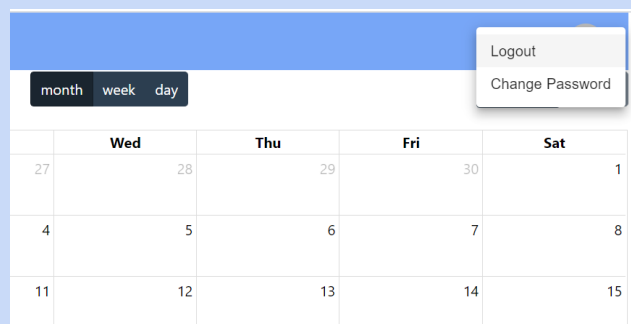 Logout
Change Password
month week day
Wed Thu Fri Sat
27 28 29 30 1
4 5 6 7 8
11 12 13 14 15